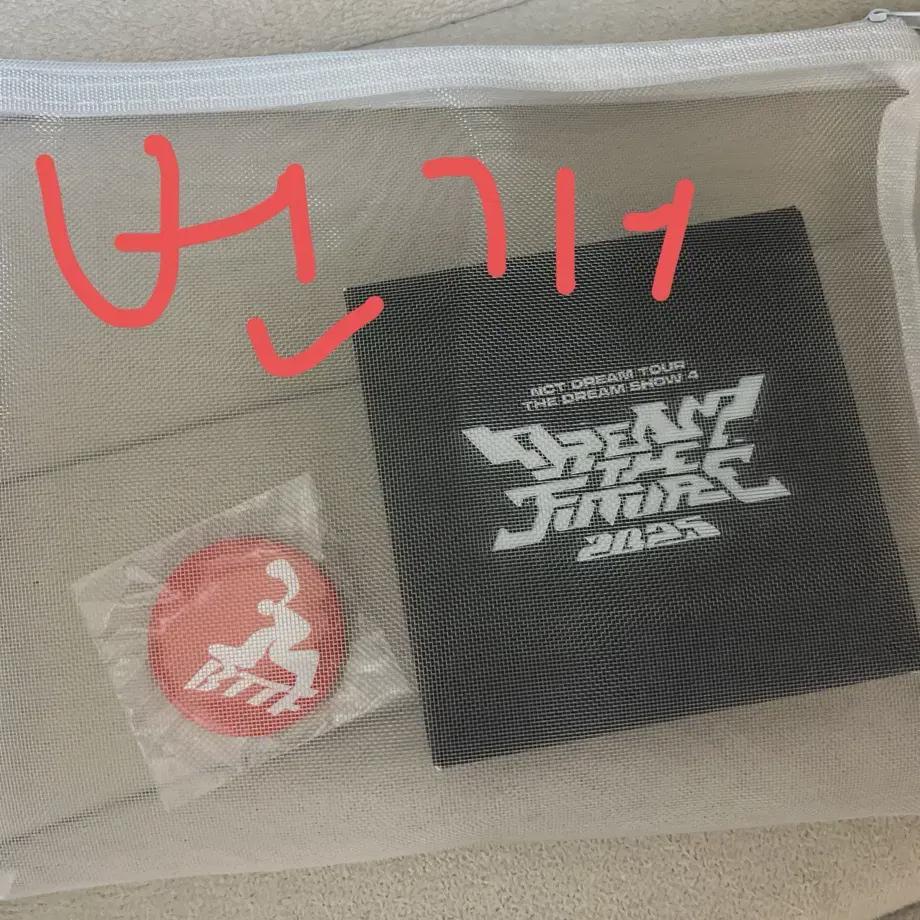 번개
NCT DREAM TOUR
THE DREAM SHOW 4
DREAM
THE
FUTURE
2025